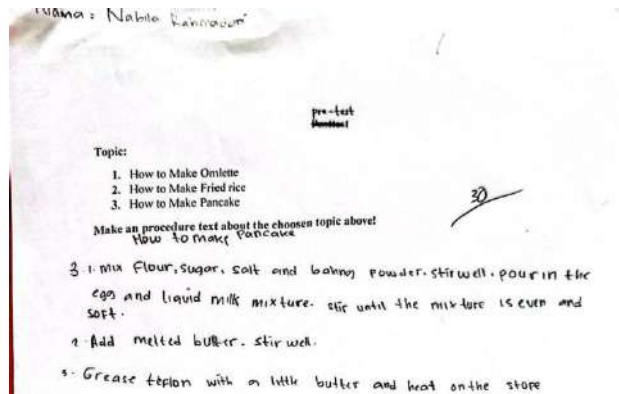 Nama : Nabila Rahmadani
pre-test
Topic:
1. How to Make Omlette
2. How to Make Fried rice
3. How to Make Pancake
30
Make an procedure text about the choosen topic above!
How to make Pancake
3. 1. mix Flour, sugar, salt and baking powder. stir well. pour in the
egg and liquid milk mixture. stir until the mixture is even and
soft.
2. Add melted butter. stir well.
3. Grease teflon with a little butter and heat on the stope